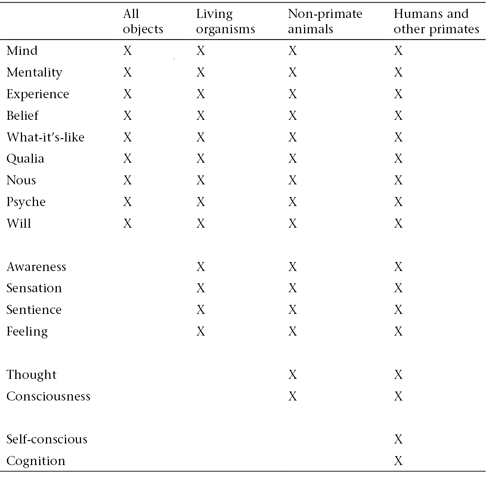 All objects Living organisms Non-primate animals Humans and other primates
Mind X X X X
Mentality X X X X
Experience X X X X
Belief X X X X
What-it's-like X X X X
Qualia X X X X
Nous X X X X
Psyche X X X X
Will X X X X
Awareness X X X
Sensation X X X
Sentience X X X
Feeling X X X
Thought X X
Consciousness X X
Self-conscious X
Cognition X